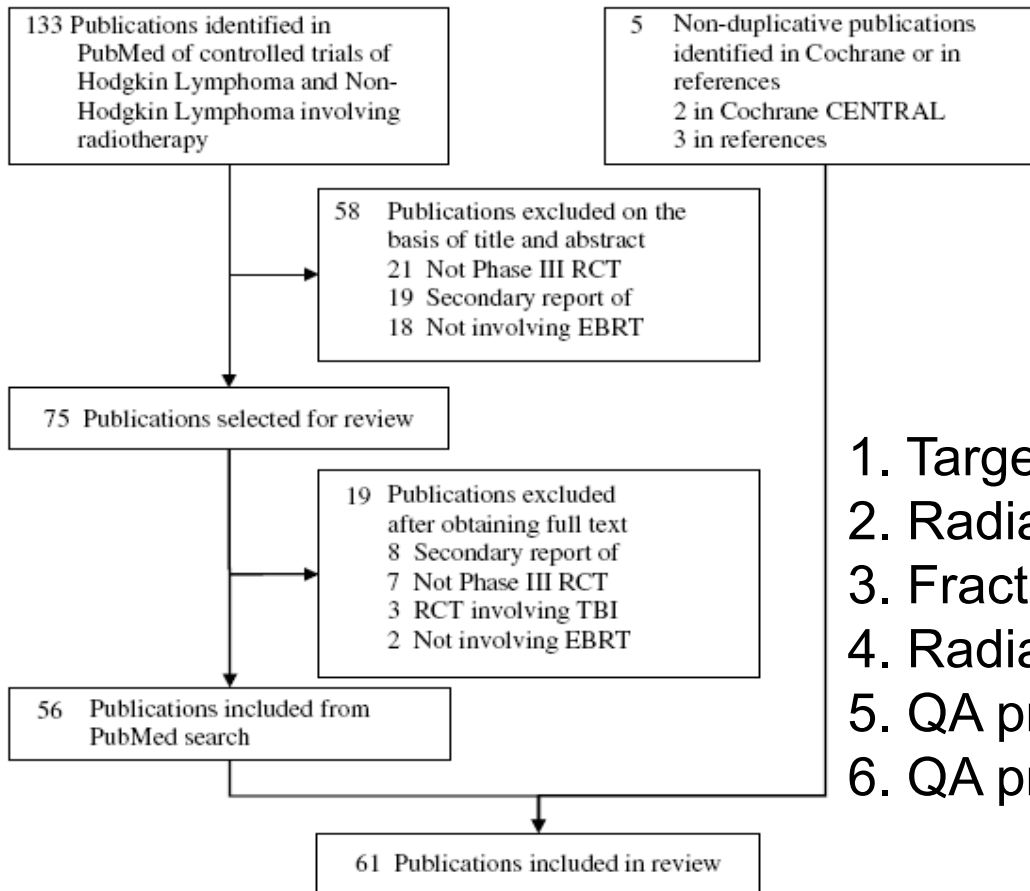 133 Publications identified in
PubMed of controlled trials of
Hodgkin Lymphoma and Non-
Hodgkin Lymphoma involving
radiotherapy
5 Non-duplicative publications
identified in Cochrane or in
references
2 in Cochrane CENTRAL
3 in references
58 Publications excluded on the
basis of title and abstract
21 Not Phase III RCT
19 Secondary report of
18 Not involving EBRT
75 Publications selected for review
19 Publications excluded
after obtaining full text
8 Secondary report of
7 Not Phase III RCT
3 RCT involving TBI
2 Not involving EBRT
56 Publications included from
PubMed search
61 Publications included in review
1. Targe
2. Radia
3. Fract
4. Radia
5. QA pr
6. QA pr